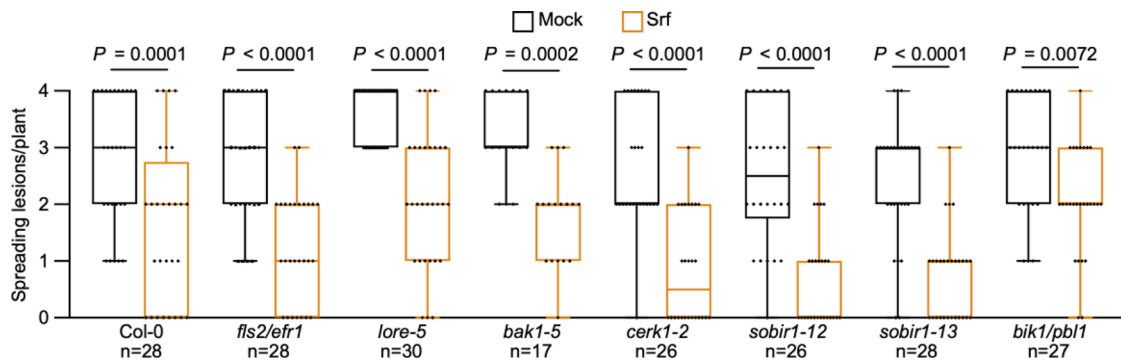 Mock Srf
P = 0.0001 P < 0.0001 P < 0.0001 P = 0.0002 P < 0.0001 P < 0.0001 P < 0.0001 P = 0.0072
Spreading lesions/plant
4
3
2
1
0
Col-0 fls2/efr1 lore-5 bak1-5 cerk1-2 sobir1-12 sobir1-13 bik1/pbl1
n=28 n=28 n=30 n=17 n=26 n=26 n=28 n=27